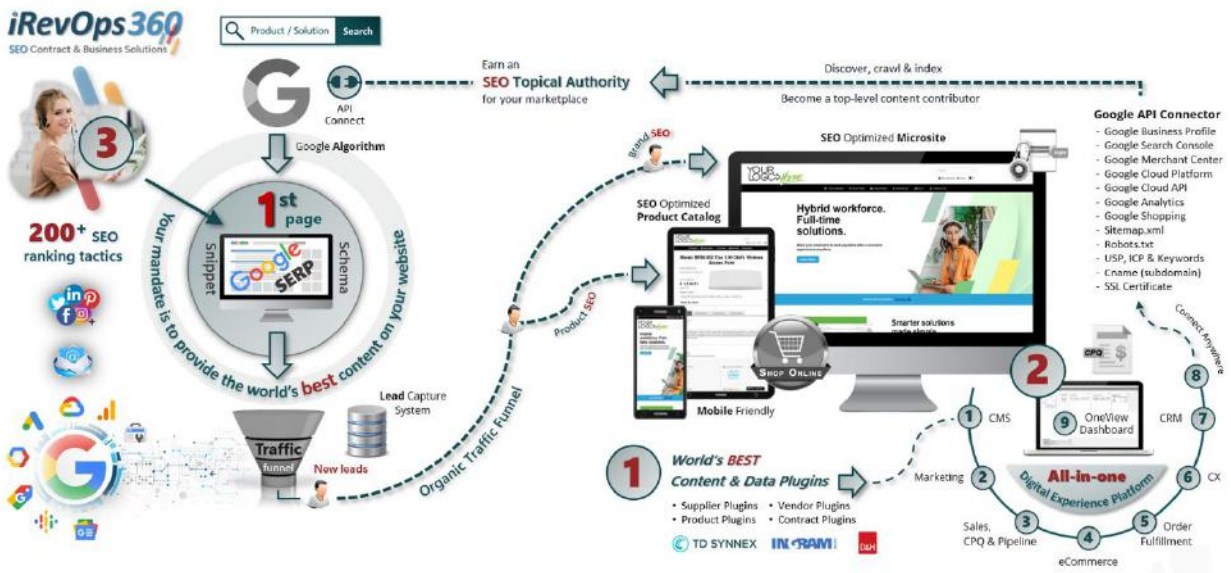 iRevOps360
SEO Contract & Business Solutions
Product / Solution
Search
API
Connect
Google Algorithm
Earn an
SEO Topical Authority
for your marketplace
Discover, crawl & index
Become a top-level content contributor
Google API Connector
- Google Business Profile
- Google Search Console
- Google Merchant Center
- Google Cloud Platform
- Google Cloud API
- Google Analytics
- Google Shopping
- Sitemap.xml
- Robots.txt
- USP, ICP & Keywords
- Cname (subdomain)
- SSL Certificate
3
200+ SEO
ranking tactics
1st
page
Snippet
Schema
Google
SERP
Your mandate is to provide the world's best content on your website
Lead Capture
System
Traffic
funnel
New leads
Organic Traffic Funnel
Brand SEO
Product SEO
SEO Optimized Microsite
SEO Optimized
Product Catalog
YOUR
LOGO
Hybrid workforce.
Full-time
solutions.
Smarter solutions
made simple
SHOP ONLINE
Mobile Friendly
1
World's BEST
Content & Data Plugins
• Supplier Plugins
• Vendor Plugins
• Product Plugins
• Contract Plugins
TD SYNNEX
INGRAM
D&H
2
CPQ
Connect Anywhere
1
CMS
2
Marketing
3
Sales,
CPQ & Pipeline
4
eCommerce
5
Order
Fulfillment
6
CX
7
CRM
8
9
OneView
Dashboard
All-in-one
Digital Experience Platform